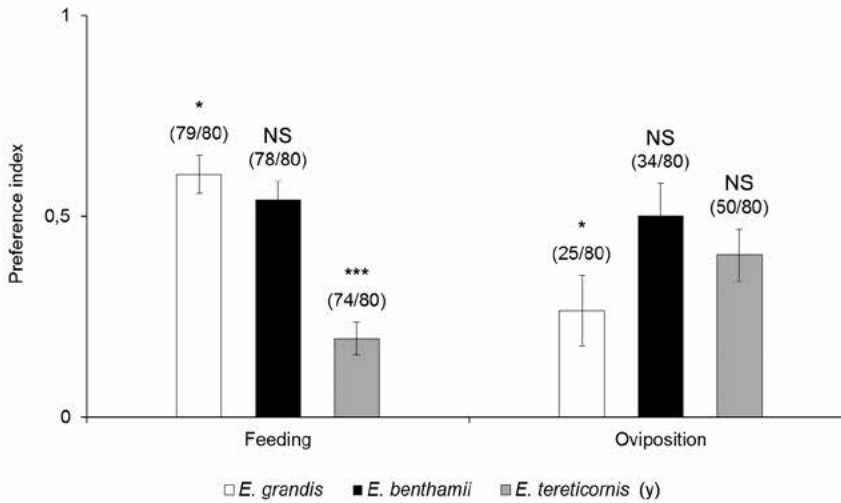 1
*
(79/80)
NS
(78/80)
***
(74/80)
NS
(34/80)
NS
(50/80)
*
(25/80)
Preference index
0,5
0
Feeding
Oviposition
E. grandis E. benthamii E. tereticornis (y)